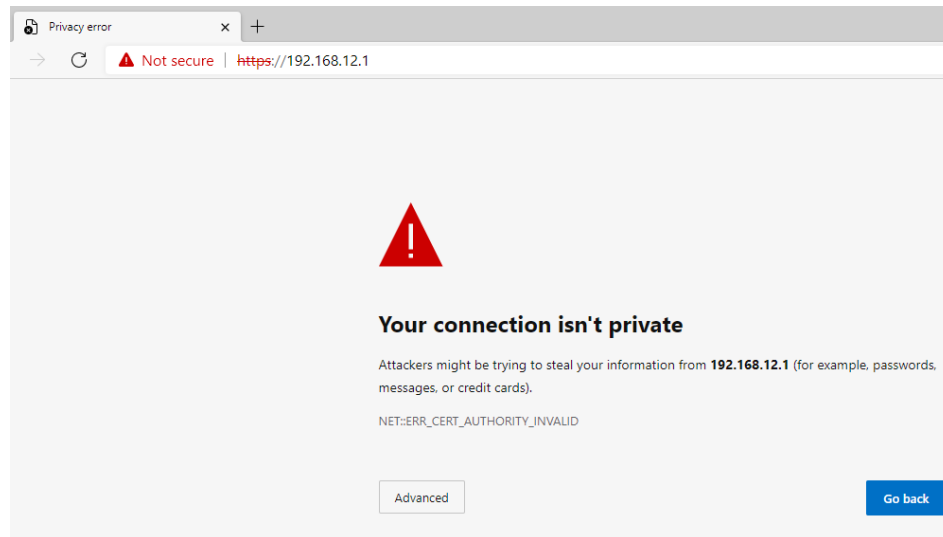 Privacy error
Not secure | https://192.168.12.1
Your connection isn't private
Attackers might be trying to steal your information from 192.168.12.1 (for example, passwords,
messages, or credit cards).
NET::ERR_CERT_AUTHORITY_INVALID
Advanced
Go back